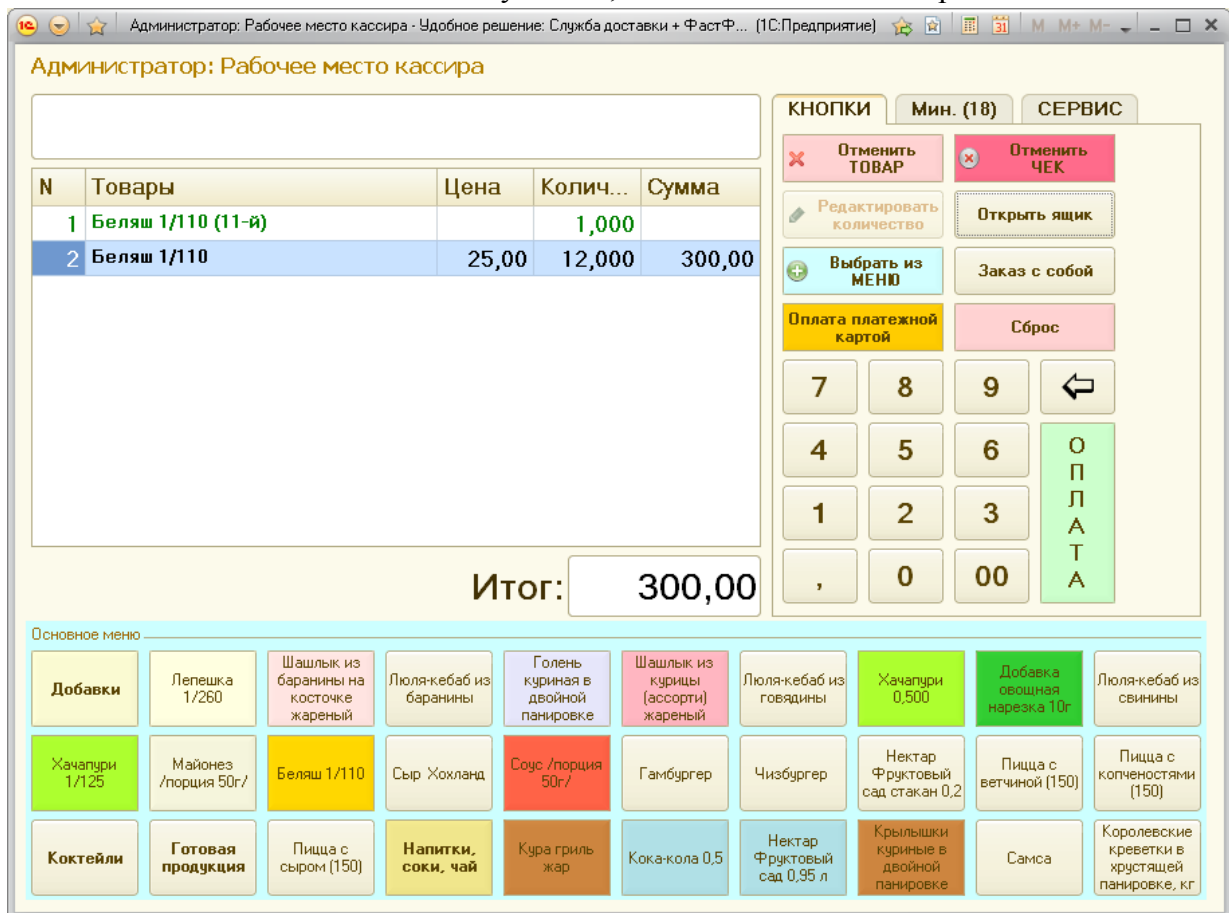 Администратор: Рабочее место кассира - Удобное решение: Служба доставки + ФастФ... (1С:Предприятие) M M+ M-
Администратор: Рабочее место кассира
КНОПКИ Мин. (18) СЕРВИС
N Товары Цена Колич... Сумма
1 Беляш 1/110 (11-й) 1,000
2 Беляш 1/110 25,00 12,000 300,00
Отменить
ТОВАР
Отменить
ЧЕК
Редактировать
количество
Открыть ящик
Выбрать из
МЕНЮ
Заказ с собой
Оплата платежной
картой
Сброс
7 8 9
4 5 6
1 2 3
, 0 00
О
П
Л
А
Т
А
Итог: 300,00
Основное меню
Добавки
Лепешка
1/260
Шашлык из
баранины на
косточке
жареный
Люля-кебаб из
баранины
Голень
куриная в
двойной
панировке
Шашлык из
курицы
(ассорти)
жареный
Люля-кебаб из
говядины
Хачапури
0,500
Добавка
овощная
нарезка 10г
Люля-кебаб из
свинины
Хачапури
1/125
Майонез
/порция 50г/
Беляш 1/110
Сыр Хохланд
Соус /порция
50г/
Гамбургер
Чизбургер
Нектар
Фруктовый
сад стакан 0,2
Пицца с
ветчиной (150)
Пицца с
копченостями
(150)
Коктейли
Готовая
продукция
Пицца с
сыром (150)
Напитки,
соки, чай
Кура гриль
жар
Кока-кола 0,5
Нектар
Фруктовый
сад 0,95 л
Крылышки
куриные в
двойной
панировке
Самса
Королевские
креветки в
хрустящей
панировке, кг